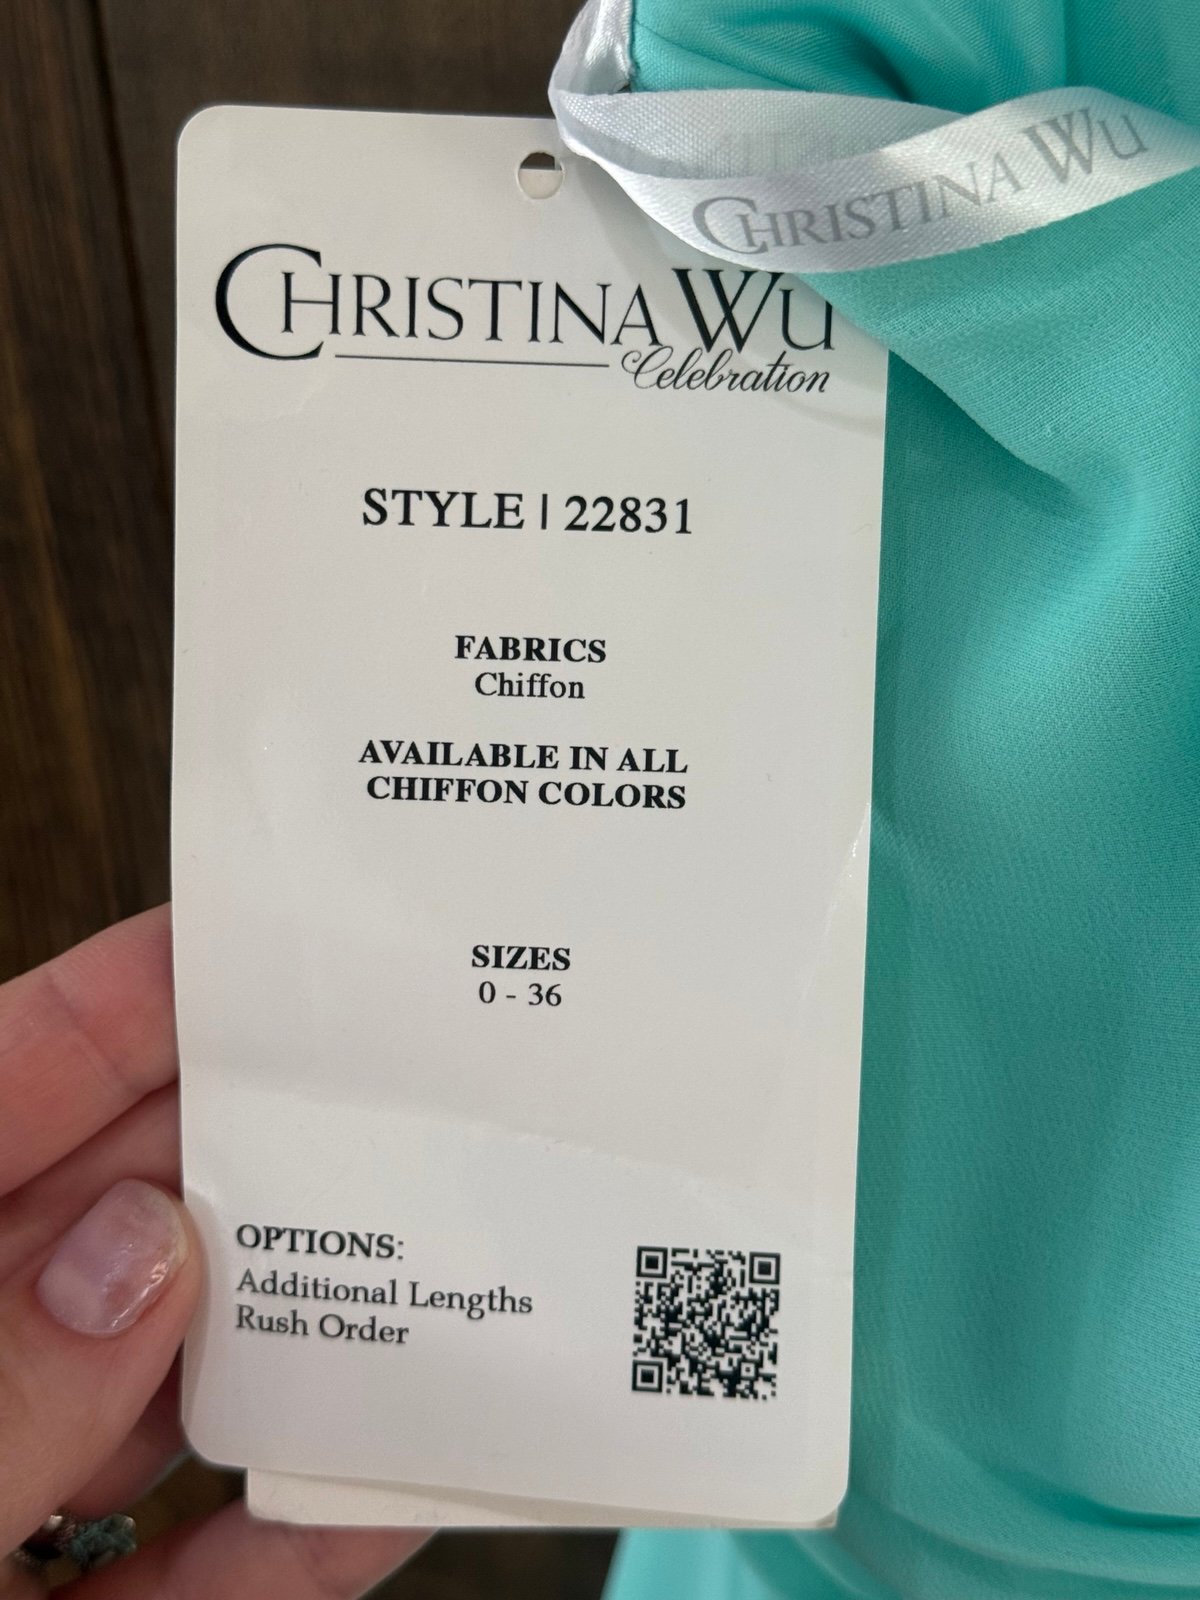 CHRISTINA WU
CHRISTINA WU
Celebration
STYLE | 22831
FABRICS
Chiffon
AVAILABLE IN ALL
CHIFFON COLORS
SIZES
0 - 36
OPTIONS:
Additional Lengths
Rush Order